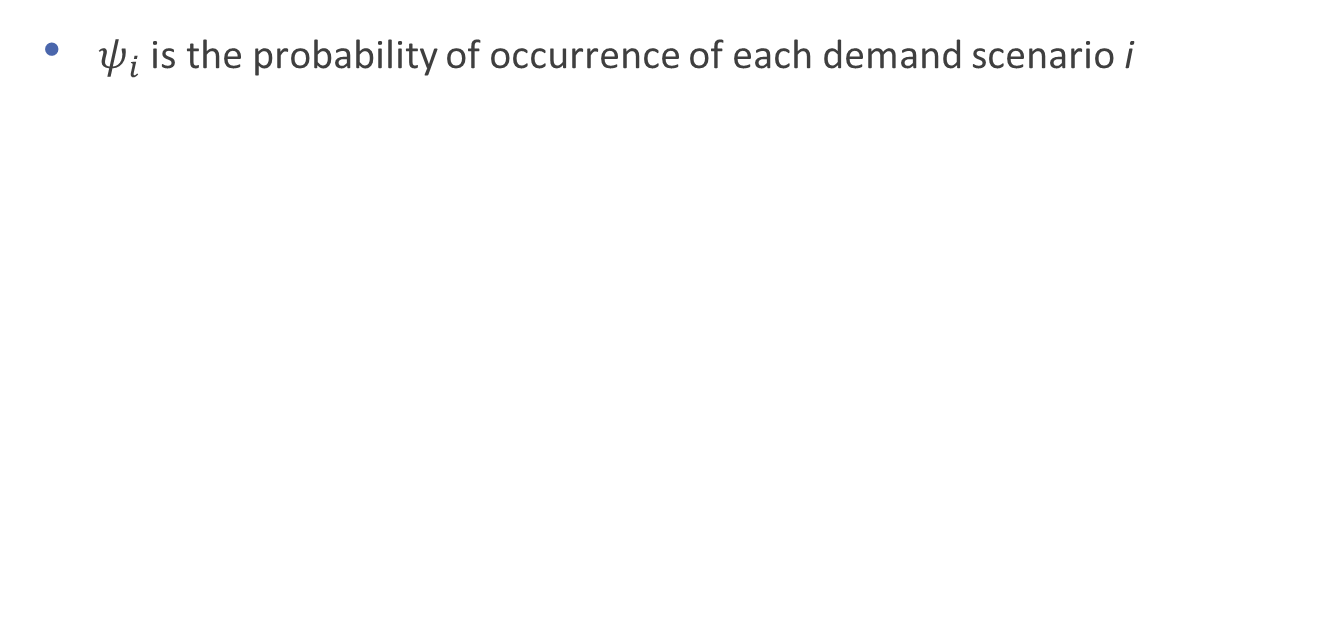 • ψᵢ is the probability of occurrence of each demand scenario i